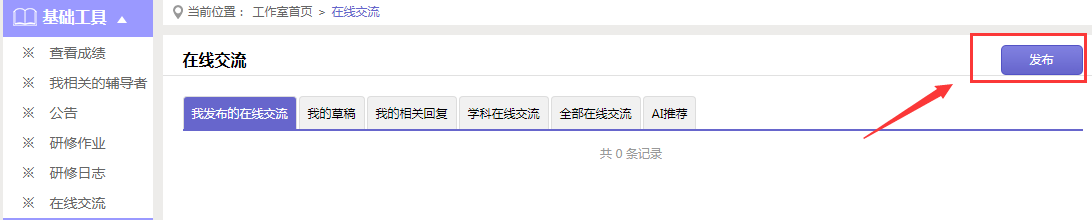 基础工具
当前位置： 工作室首页 > 在线交流
※ 查看成绩
※ 我相关的辅导者
※ 公告
※ 研修作业
※ 研修日志
※ 在线交流
在线交流
发布
我发布的在线交流 我的草稿 我的相关回复 学科在线交流 全部在线交流 AI推荐
共 0 条记录